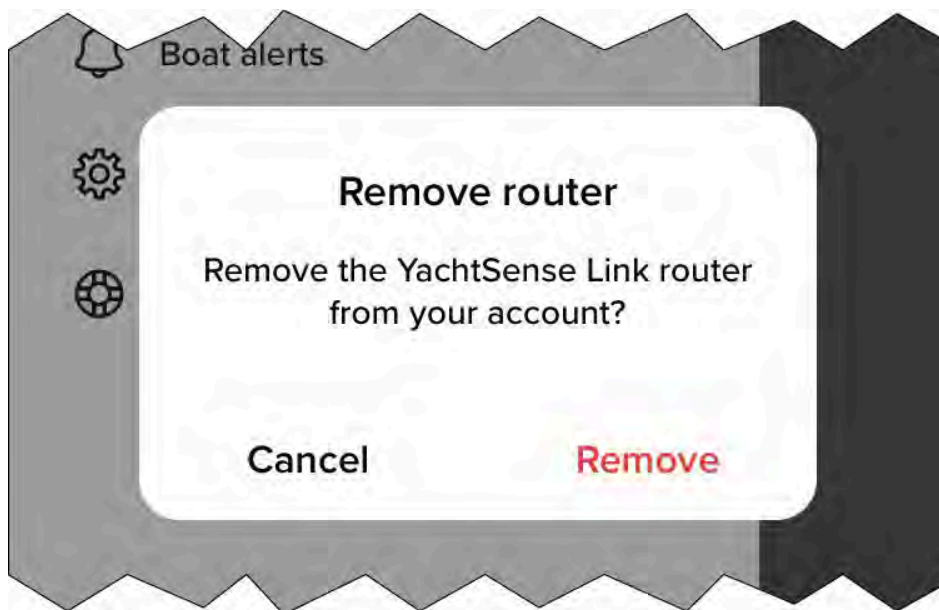 Boat alerts
Remove router
Remove the YachtSense Link router
from your account?
Cancel
Remove